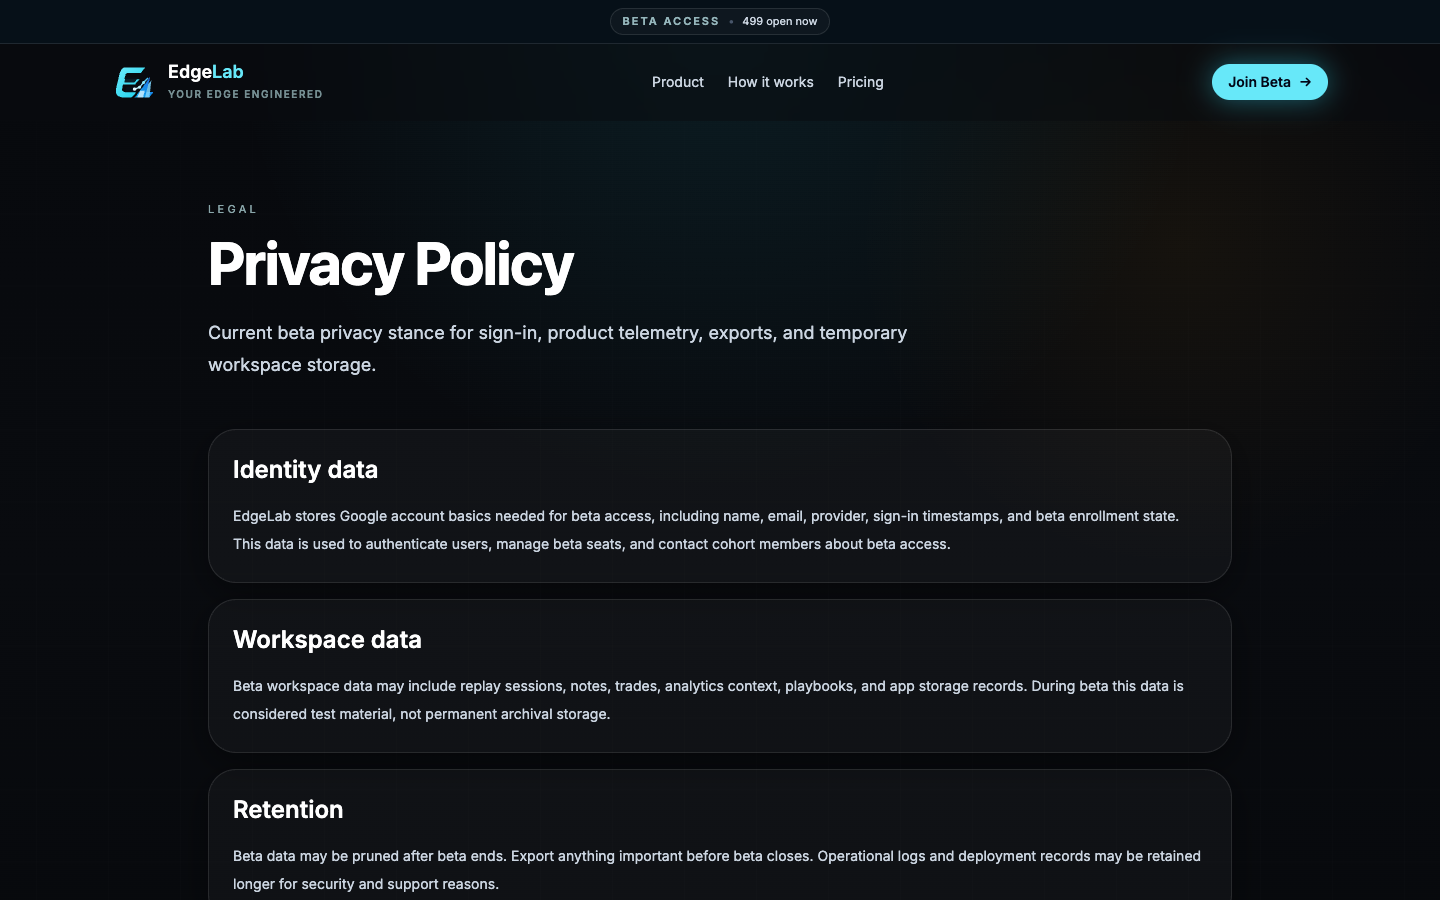 BETA ACCESS • 499 open now
EdgeLab
YOUR EDGE ENGINEERED
Product How it works Pricing
Join Beta →
LEGAL
Privacy Policy
Current beta privacy stance for sign-in, product telemetry, exports, and temporary
workspace storage.
Identity data
EdgeLab stores Google account basics needed for beta access, including name, email, provider, sign-in timestamps, and beta enrollment state.
This data is used to authenticate users, manage beta seats, and contact cohort members about beta access.
Workspace data
Beta workspace data may include replay sessions, notes, trades, analytics context, playbooks, and app storage records. During beta this data is
considered test material, not permanent archival storage.
Retention
Beta data may be pruned after beta ends. Export anything important before beta closes. Operational logs and deployment records may be retained
longer for security and support reasons.